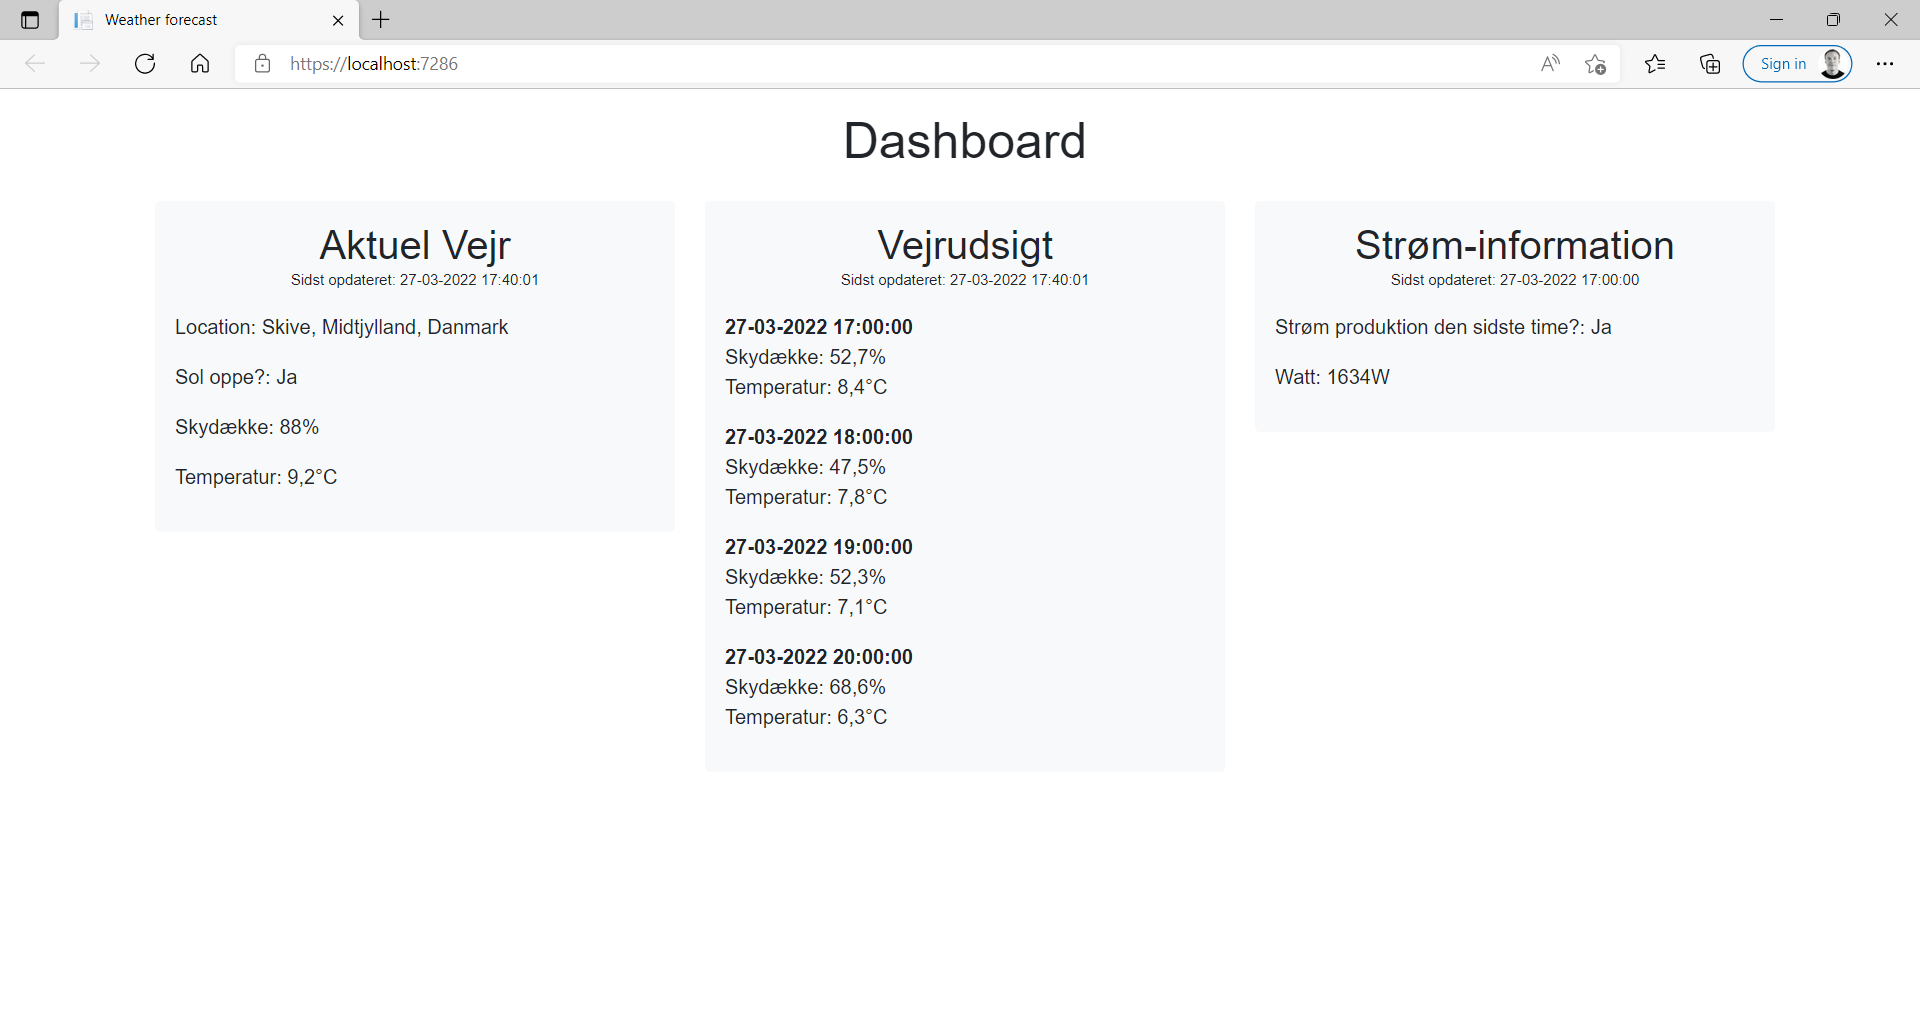 Weather forecast
https://localhost:7286
A
Sign in
Dashboard
Aktuel Vejr
Sidst opdateret: 27-03-2022 17:40:01
Location: Skive, Midtjylland, Danmark
Sol oppe?: Ja
Skydække: 88%
Temperatur: 9,2°C
Vejrudsigt
Sidst opdateret: 27-03-2022 17:40:01
27-03-2022 17:00:00
Skydække: 52,7%
Temperatur: 8,4°C
27-03-2022 18:00:00
Skydække: 47,5%
Temperatur: 7,8°C
27-03-2022 19:00:00
Skydække: 52,3%
Temperatur: 7,1°C
27-03-2022 20:00:00
Skydække: 68,6%
Temperatur: 6,3°C
Strøm-information
Sidst opdateret: 27-03-2022 17:00:00
Strøm produktion den sidste time?: Ja
Watt: 1634W